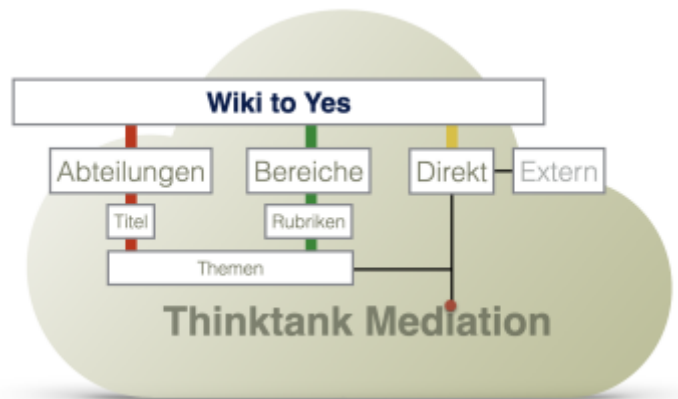 Wiki to Yes
Abteilungen Bereiche Direkt Extern
Titel Rubriken
Themen
Thinktank Mediation